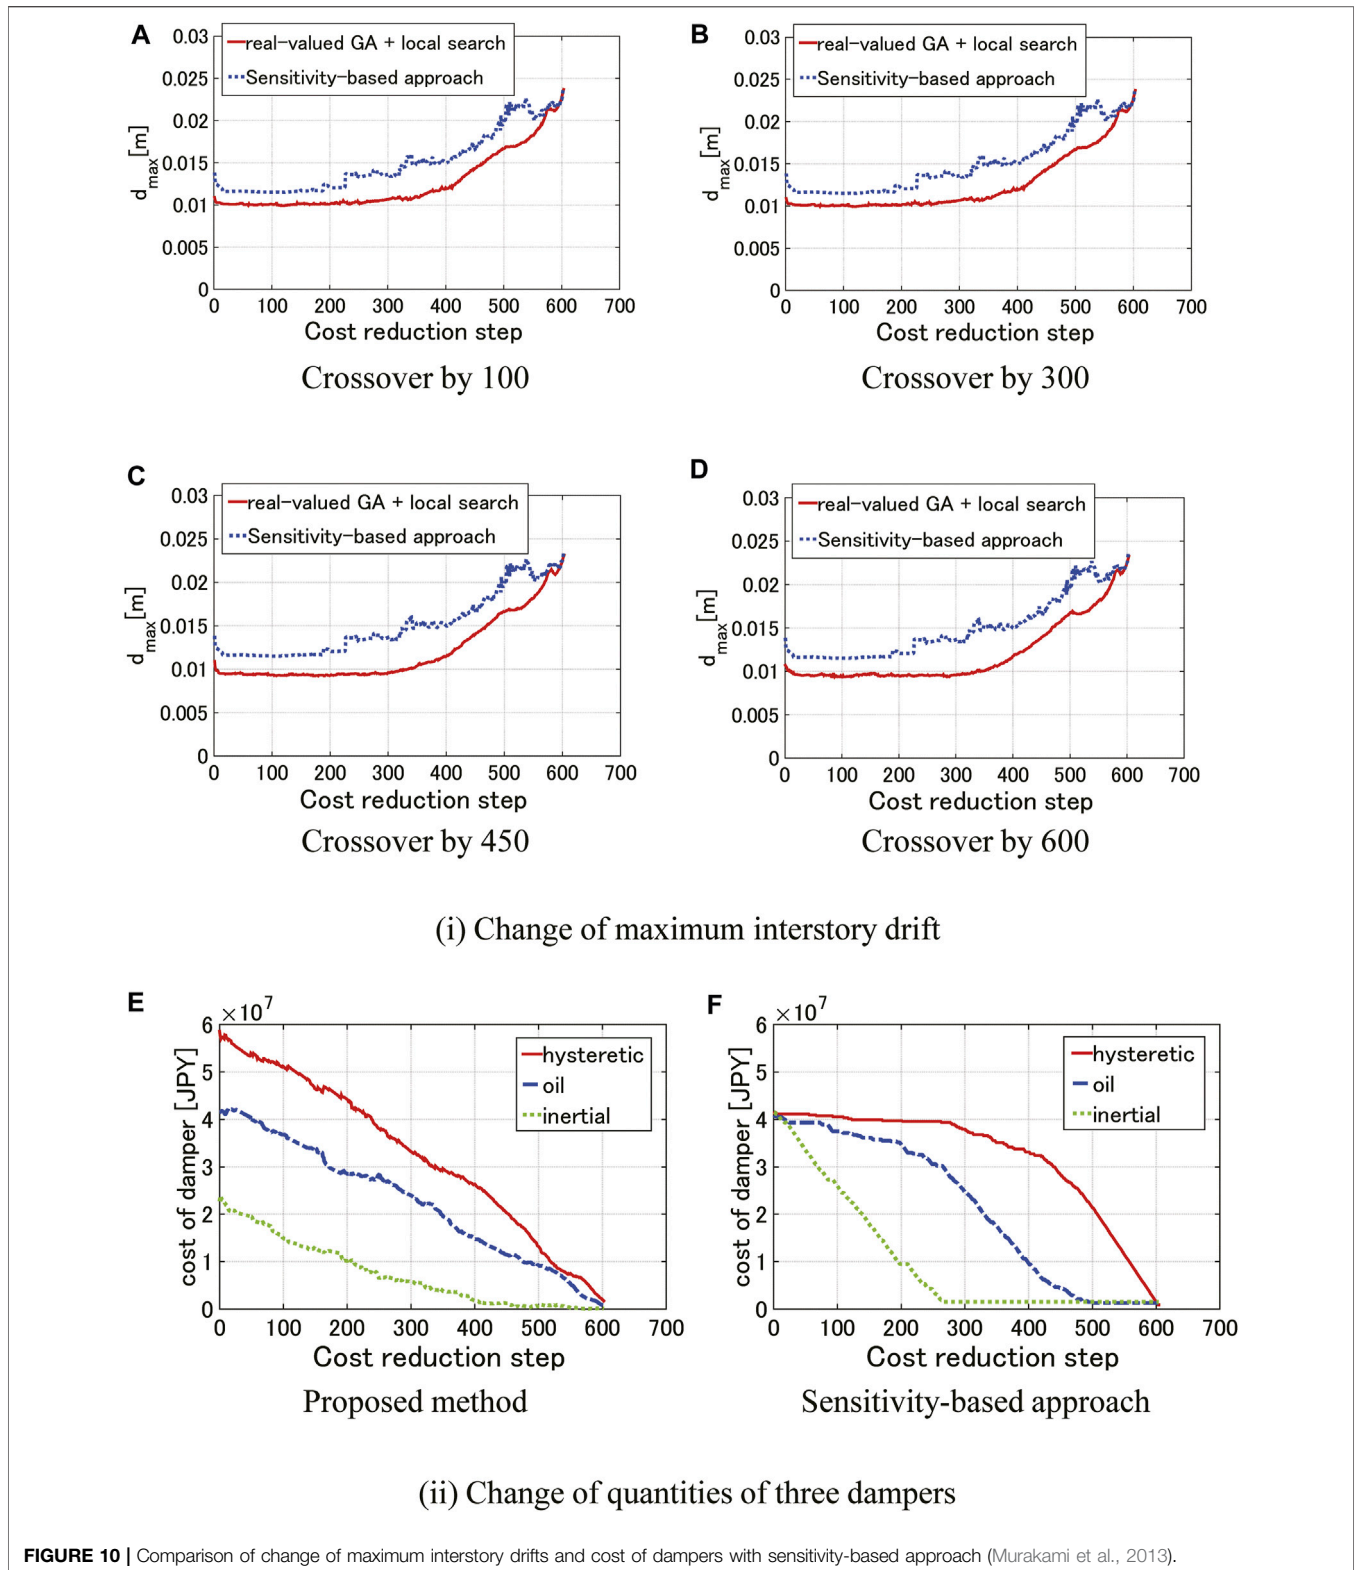 A
0.03
0.025
0.02
0.015
0.01
0.005
0
d_max [m]
real-valued GA + local search
Sensitivity-based approach
0 100 200 300 400 500 600 700
Cost reduction step
Crossover by 100
B
0.03
0.025
0.02
0.015
0.01
0.005
0
d_max [m]
real-valued GA + local search
Sensitivity-based approach
0 100 200 300 400 500 600 700
Cost reduction step
Crossover by 300
C
0.03
0.025
0.02
0.015
0.01
0.005
0
d_max [m]
real-valued GA + local search
Sensitivity-based approach
0 100 200 300 400 500 600 700
Cost reduction step
Crossover by 450
D
0.03
0.025
0.02
0.015
0.01
0.005
0
d_max [m]
real-valued GA + local search
Sensitivity-based approach
0 100 200 300 400 500 600 700
Cost reduction step
Crossover by 600
(i) Change of maximum interstory drift
E
×10^7
6
5
4
3
2
1
0
cost of damper [JPY]
hysteretic
oil
inertial
0 100 200 300 400 500 600 700
Cost reduction step
Proposed method
F
×10^7
6
5
4
3
2
1
0
cost of damper [JPY]
hysteretic
oil
inertial
0 100 200 300 400 500 600 700
Cost reduction step
Sensitivity-based approach
(ii) Change of quantities of three dampers
FIGURE 10 | Comparison of change of maximum interstory drifts and cost of dampers with sensitivity-based approach (Murakami et al., 2013).